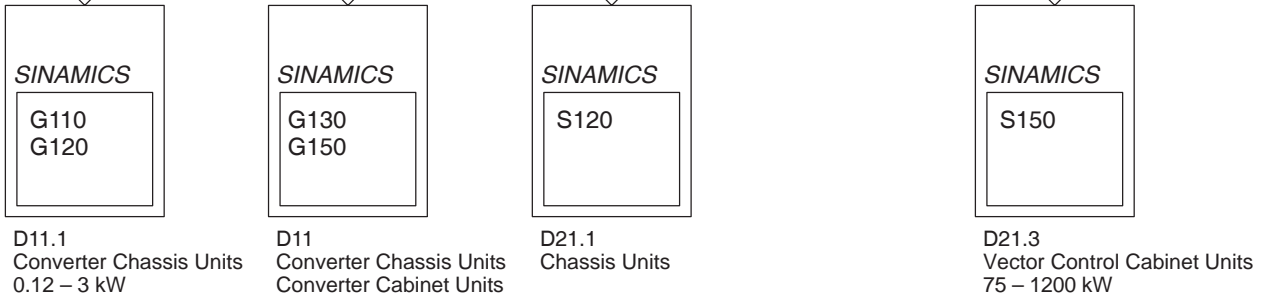 SINAMICS
G110
G120
D11.1
Converter Chassis Units
0.12 – 3 kW
SINAMICS
G130
G150
D11
Converter Chassis Units
Converter Cabinet Units
SINAMICS
S120
D21.1
Chassis Units
SINAMICS
S150
D21.3
Vector Control Cabinet Units
75 – 1200 kW